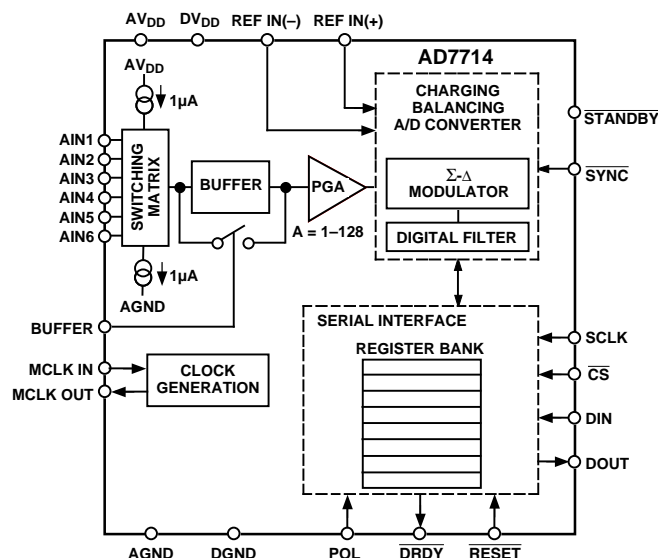 AVDD DVDD REF IN(–) REF IN(+)
AD7714
AVDD
1µA
CHARGING
BALANCING
A/D CONVERTER
STANDBY
SYNC
AIN1
AIN2
AIN3
AIN4
AIN5
AIN6
SWITCHING
MATRIX
BUFFER
PGA
A = 1–128
Σ-Δ
MODULATOR
DIGITAL FILTER
1µA
AGND
BUFFER
SERIAL INTERFACE
REGISTER BANK
MCLK IN
MCLK OUT
CLOCK
GENERATION
SCLK
CS
DIN
DOUT
AGND DGND POL DRDY RESET